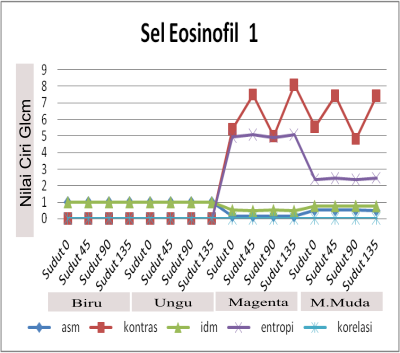 Sel Eosinofil 1
Nilai Ciri Glcm
9
8
7
6
5
4
3
2
1
0
Sudut 0
Sudut 45
Sudut 90
Sudut 135
Sudut 0
Sudut 45
Sudut 90
Sudut 135
Sudut 0
Sudut 45
Sudut 90
Sudut 135
Sudut 0
Sudut 45
Sudut 90
Sudut 135
Biru Ungu Magenta M.Muda
asm kontras idm entropi korelasi